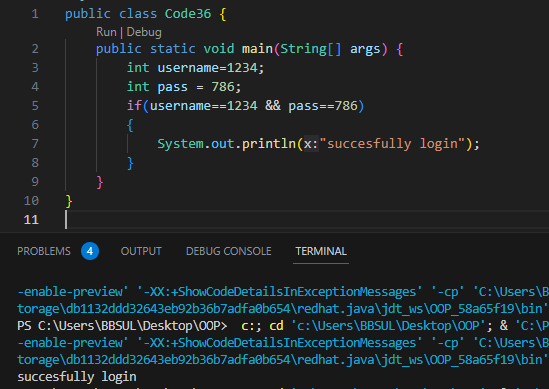 1 public class Code36 {
Run | Debug
2 public static void main(String[] args) {
3 int username=1234;
4 int pass = 786;
5 if(username==1234 && pass==786)
6 {
7 System.out.println(x:"succesfully login");
8 }
9 }
10 }
11
PROBLEMS 4 OUTPUT DEBUG CONSOLE TERMINAL
-enable-preview' '-XX:+ShowCodeDetailsInExceptionMessages' '-cp' 'C:\Users\BB
torage\db1132ddd32643eb92b36b7adfa0b654\redhat.java\jdt_ws\OOP_58a65f19\bin'
PS C:\Users\BBSUL\Desktop\OOP> c:; cd 'c:\Users\BBSUL\Desktop\OOP'; & 'C:\P
-enable-preview' '-XX:+ShowCodeDetailsInExceptionMessages' '-cp' 'C:\Users\BB
torage\db1132ddd32643eb92b36b7adfa0b654\redhat.java\jdt_ws\OOP_58a65f19\bin'
succesfully login